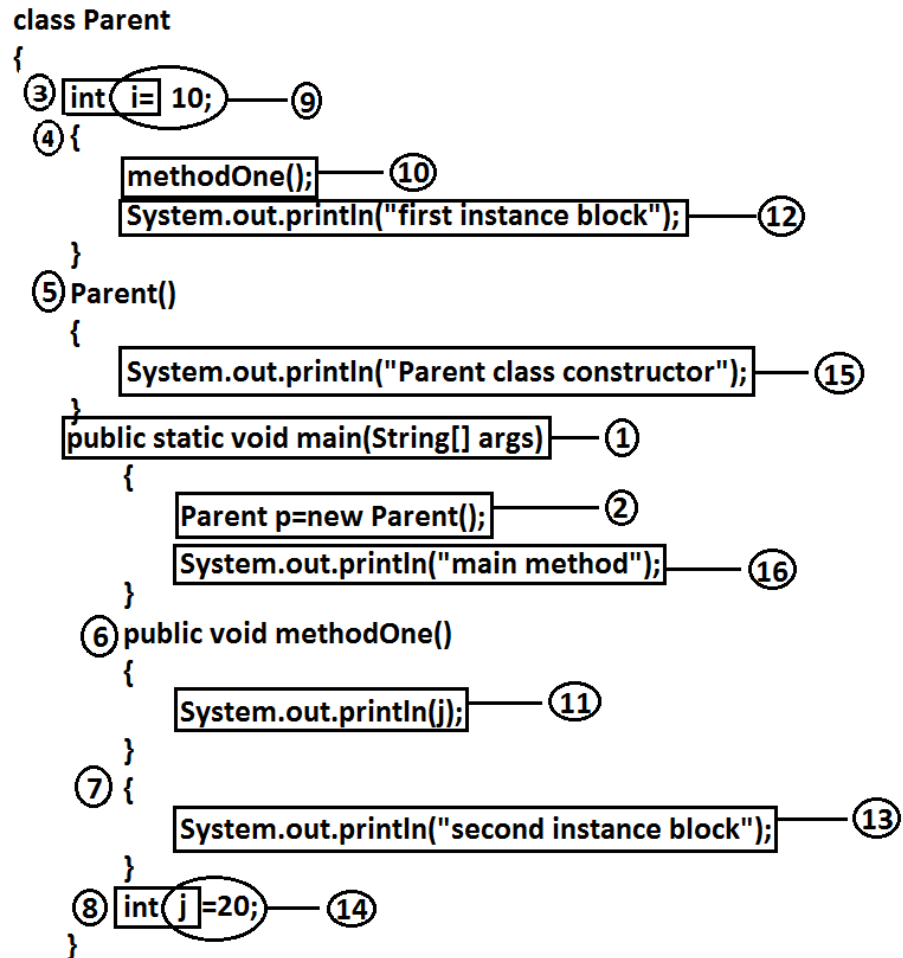 class Parent
{
③ int i= 10; ⑨
④ {
methodOne(); ⑩
System.out.println("first instance block"); ⑫
}
⑤ Parent()
{
System.out.println("Parent class constructor"); ⑮
}
public static void main(String[] args) ①
{
Parent p=new Parent(); ②
System.out.println("main method"); ⑯
}
⑥ public void methodOne()
{
System.out.println(j); ⑪
}
⑦ {
System.out.println("second instance block"); ⑬
}
⑧ int j =20; ⑭
}